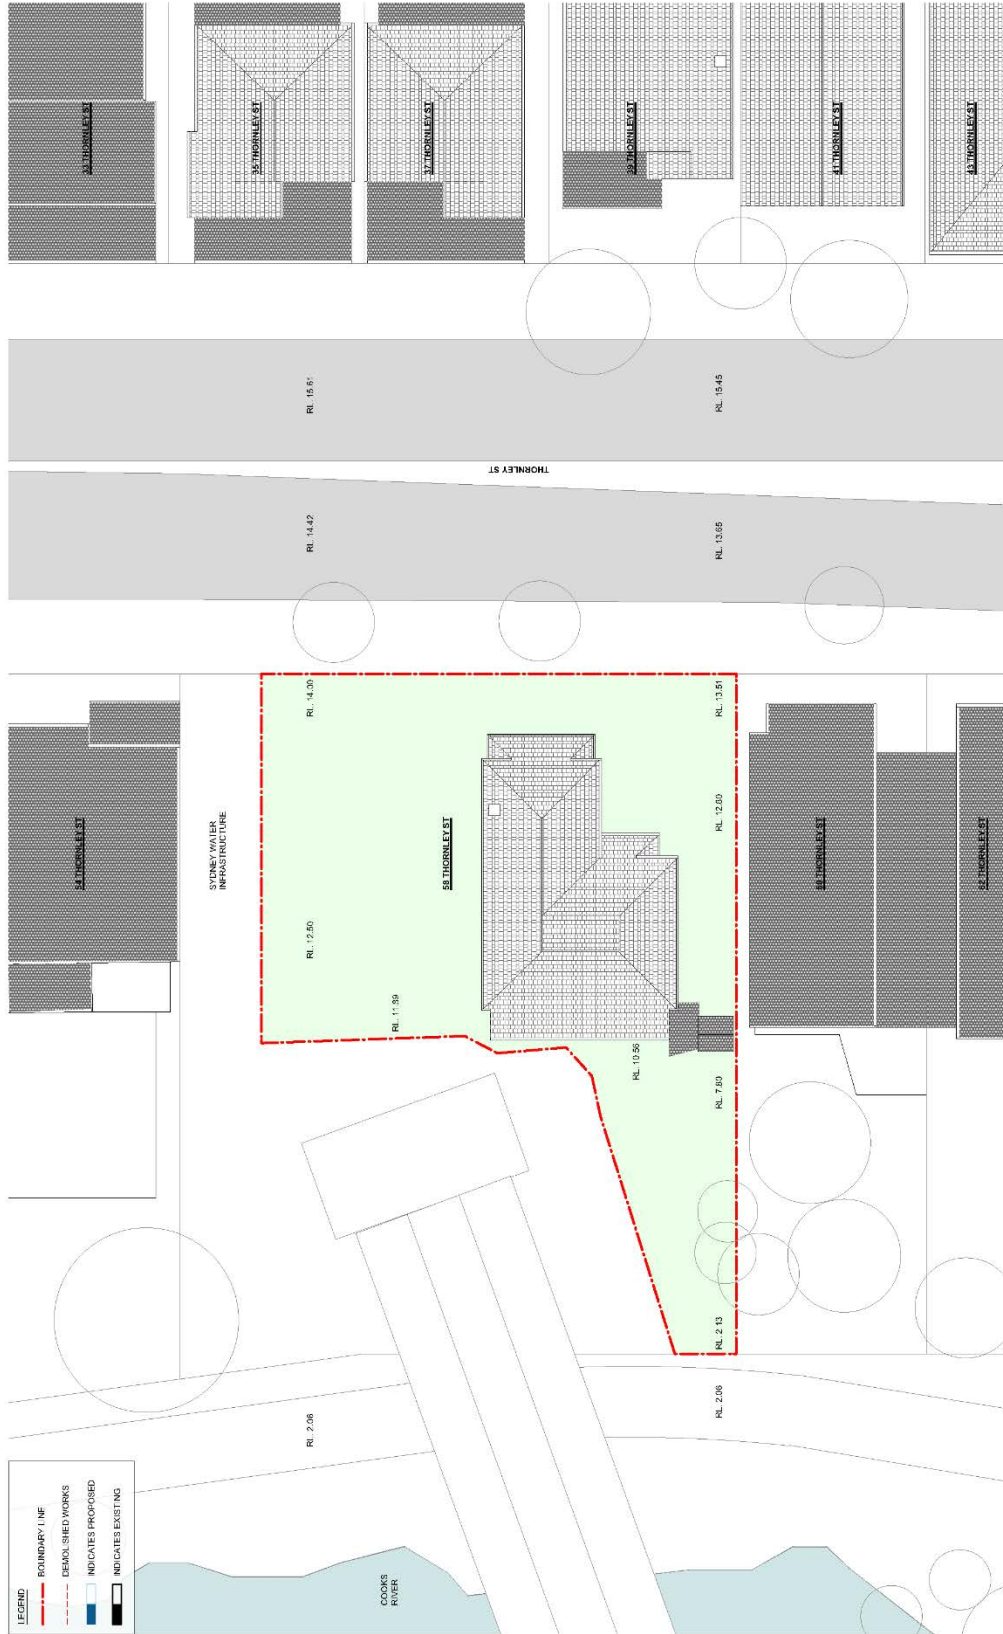 LEGEND
BOUNDARY LINE
DEMOLISHED WORKS
INDICATES PROPOSED
INDICATES EXISTING
54 THORNLEY ST
33 THORNLEY ST
SYDNEY WATER
INFRASTRUCTURE
35 THORNLEY ST
RL. 2.06
RL. 12.50
RL. 14.00
RL. 14.42
RL. 15.61
COOKS
RIVER
RL. 11.89
58 THORNLEY ST
37 THORNLEY ST
THORNLEY ST
RL. 10.56
39 THORNLEY ST
RL. 2.06
RL. 2.13
RL. 7.80
RL. 12.80
RL. 13.51
RL. 13.65
RL. 15.45
60 THORNLEY ST
41 THORNLEY ST
62 THORNLEY ST
43 THORNLEY ST